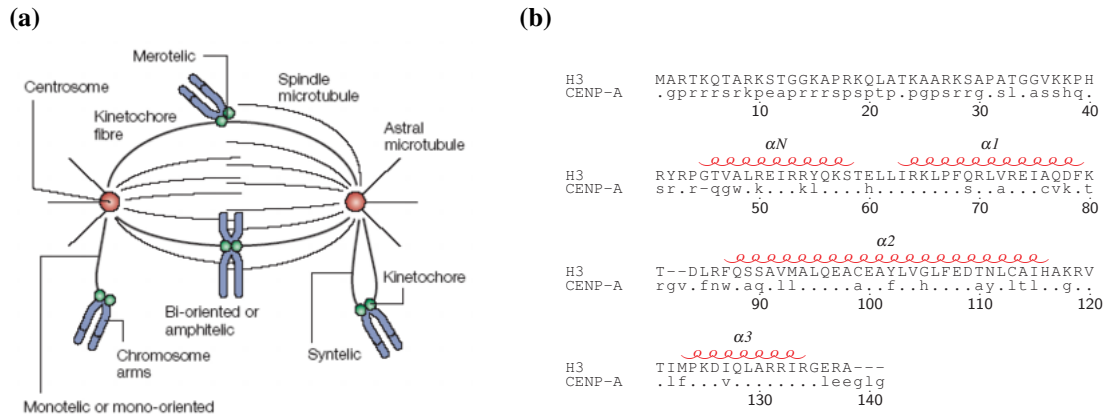 (a)
Merotelic
Centrosome
Spindle
microtubule
Kinetochore
fibre
Astral
microtubule
Kinetochore
Bi-oriented or
amphitelic
Syntelic
Chromosome
arms
Monotelic or mono-oriented
(b)
H3 MARTKQTARKSTGGKAPRKQLATKAARKSAPATGGVKKPH
CENP-A .gprrrsrkpeaprrrspsptp.pgpsrrg.sl.asshq.
10 20 30 40
αN α1
H3 RYRPGTVALREIRRYQKSTELLIRKLPFQRLVREIAQDFK
CENP-A sr.r-qgw.k...kl....h........s..a...cvk.t
50 60 70 80
α2
H3 T--DLRFQSSAVMALQEACEAYLVGLFEDTNLCAIHAKRV
CENP-A rgv.fnw.aq.ll.....a..f..h....ay.ltl..g..
90 100 110 120
α3
H3 TIMPKDIQLARRIRGERA---
CENP-A .lf...v........leeglg
130 140